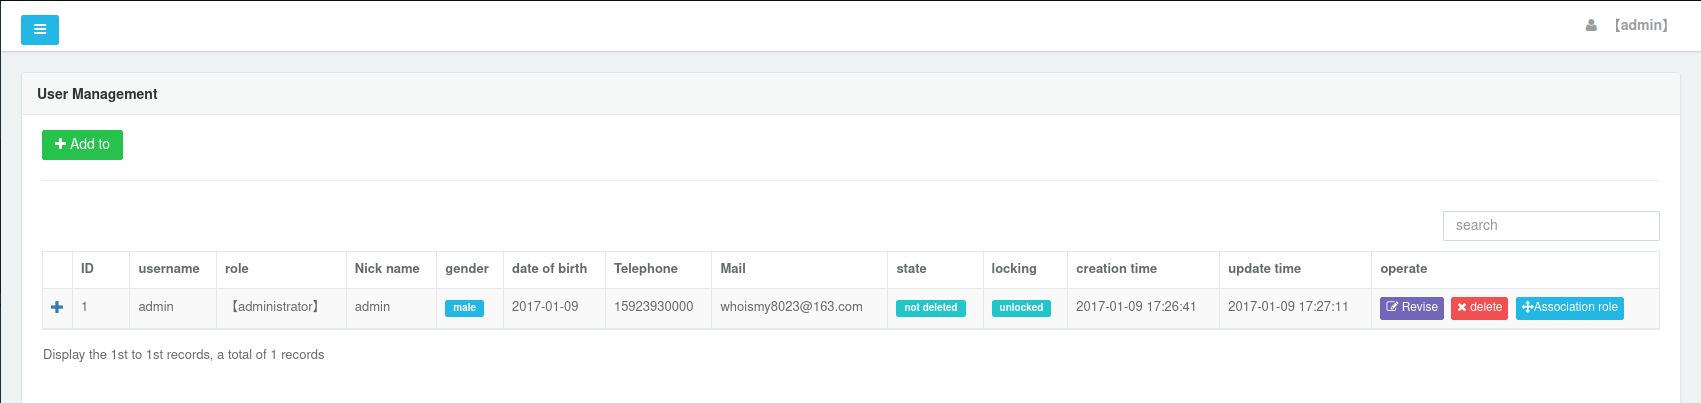 【admin】
User Management
Add to
search
ID username role Nick name gender date of birth Telephone Mail state locking creation time update time operate
1 admin 【administrator】 admin male 2017-01-09 15923930000 whoismy8023@163.com not deleted unlocked 2017-01-09 17:26:41 2017-01-09 17:27:11 Revise delete Association role
Display the 1st to 1st records, a total of 1 records